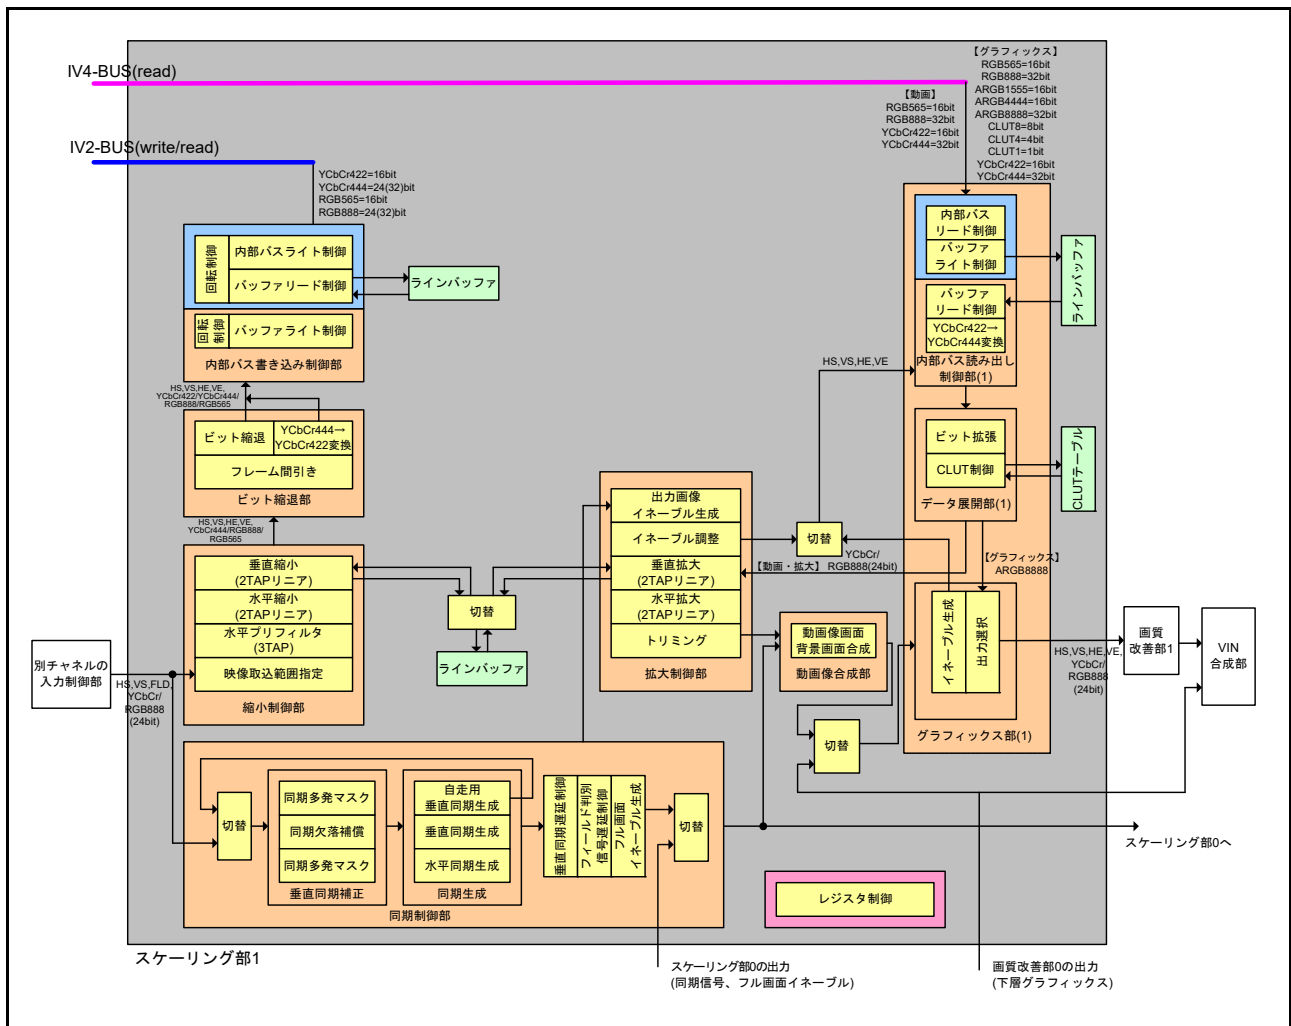 IV4-BUS(read)
【グラフィックス】
RGB565=16bit
RGB888=32bit
ARGB1555=16bit
ARGB4444=16bit
ARGB8888=32bit
CLUT8=8bit
CLUT4=4bit
CLUT1=1bit
YCbCr422=16bit
YCbCr444=32bit
【動画】
RGB565=16bit
RGB888=32bit
YCbCr422=16bit
YCbCr444=32bit
IV2-BUS(write/read)
YCbCr422=16bit
YCbCr444=24(32)bit
RGB565=16bit
RGB888=24(32)bit
回転制御
内部バスライト制御
バッファリード制御
ラインバッファ
回転
制御
バッファライト制御
内部バス書き込み制御部
HS,VS,HE,VE,
YCbCr422/YCbCr444/
RGB888/RGB565
ビット縮退
YCbCr444→
YCbCr422変換
フレーム間引き
ビット縮退部
HS,VS,HE,VE,
YCbCr444/RGB888/
RGB565
垂直縮小
(2TAPリニア)
水平縮小
(2TAPリニア)
水平プリフィルタ
(3TAP)
映像取込範囲指定
縮小制御部
別チャネルの
入力制御部
HS,VS,FLD,
YCbCr/
RGB888
(24bit)
切替
ラインバッファ
出力画像
イネーブル生成
イネーブル調整
垂直拡大
(2TAPリニア)
水平拡大
(2TAPリニア)
トリミング
拡大制御部
HS,VS,HE,VE
切替
YCbCr/
【動画・拡大】 RGB888(24bit)
内部バス
リード制御
バッファ
ライト制御
バッファ
リード制御
YCbCr422→
YCbCr444変換
内部バス読み出し
制御部(1)
ラインバッファ
ビット拡張
CLUT制御
データ展開部(1)
CLUTテーブル
【グラフィックス】
ARGB8888
イネーブル生成
出力選択
グラフィックス部(1)
動画像画面
背景画面合成
動画像合成部
切替
HS,VS,HE,VE,
YCbCr/
RGB888
(24bit)
画質
改善部1
VIN
合成部
切替
同期多発マスク
同期欠落補償
同期多発マスク
垂直同期補正
自走用
垂直同期生成
垂直同期生成
水平同期生成
同期生成
垂直同期遅延制御
フィールド判別
信号遅延制御
フル画面
イネーブル生成
切替
同期制御部
スケーリング部0へ
レジスタ制御
スケーリング部1
スケーリング部0の出力
(同期信号、フル画面イネーブル)
画質改善部0の出力
(下層グラフィックス)